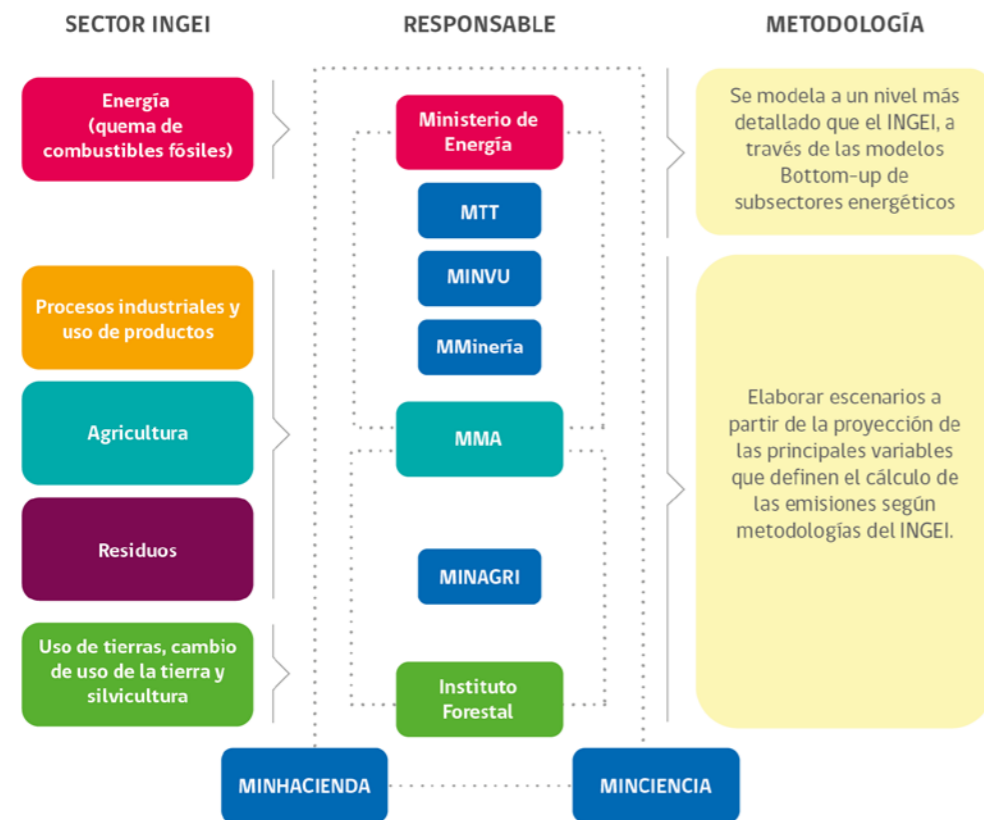 SECTOR INGEI
RESPONSABLE
METODOLOGÍA
Energía
(quema de
combustibles fósiles)
Procesos industriales y
uso de productos
Agricultura
Residuos
Uso de tierras, cambio
de uso de la tierra y
silvicultura
Ministerio de
Energía
MTT
MINVU
MMinería
MMA
MINAGRI
Instituto
Forestal
MINHACIENDA
MINCIENCIA
Se modela a un nivel más
detallado que el INGEI, a
través de las modelos
Bottom-up de
subsectores energéticos
Elaborar escenarios a
partir de la proyección de
las principales variables
que definen el cálculo de
las emisiones según
metodologías del INGEI.